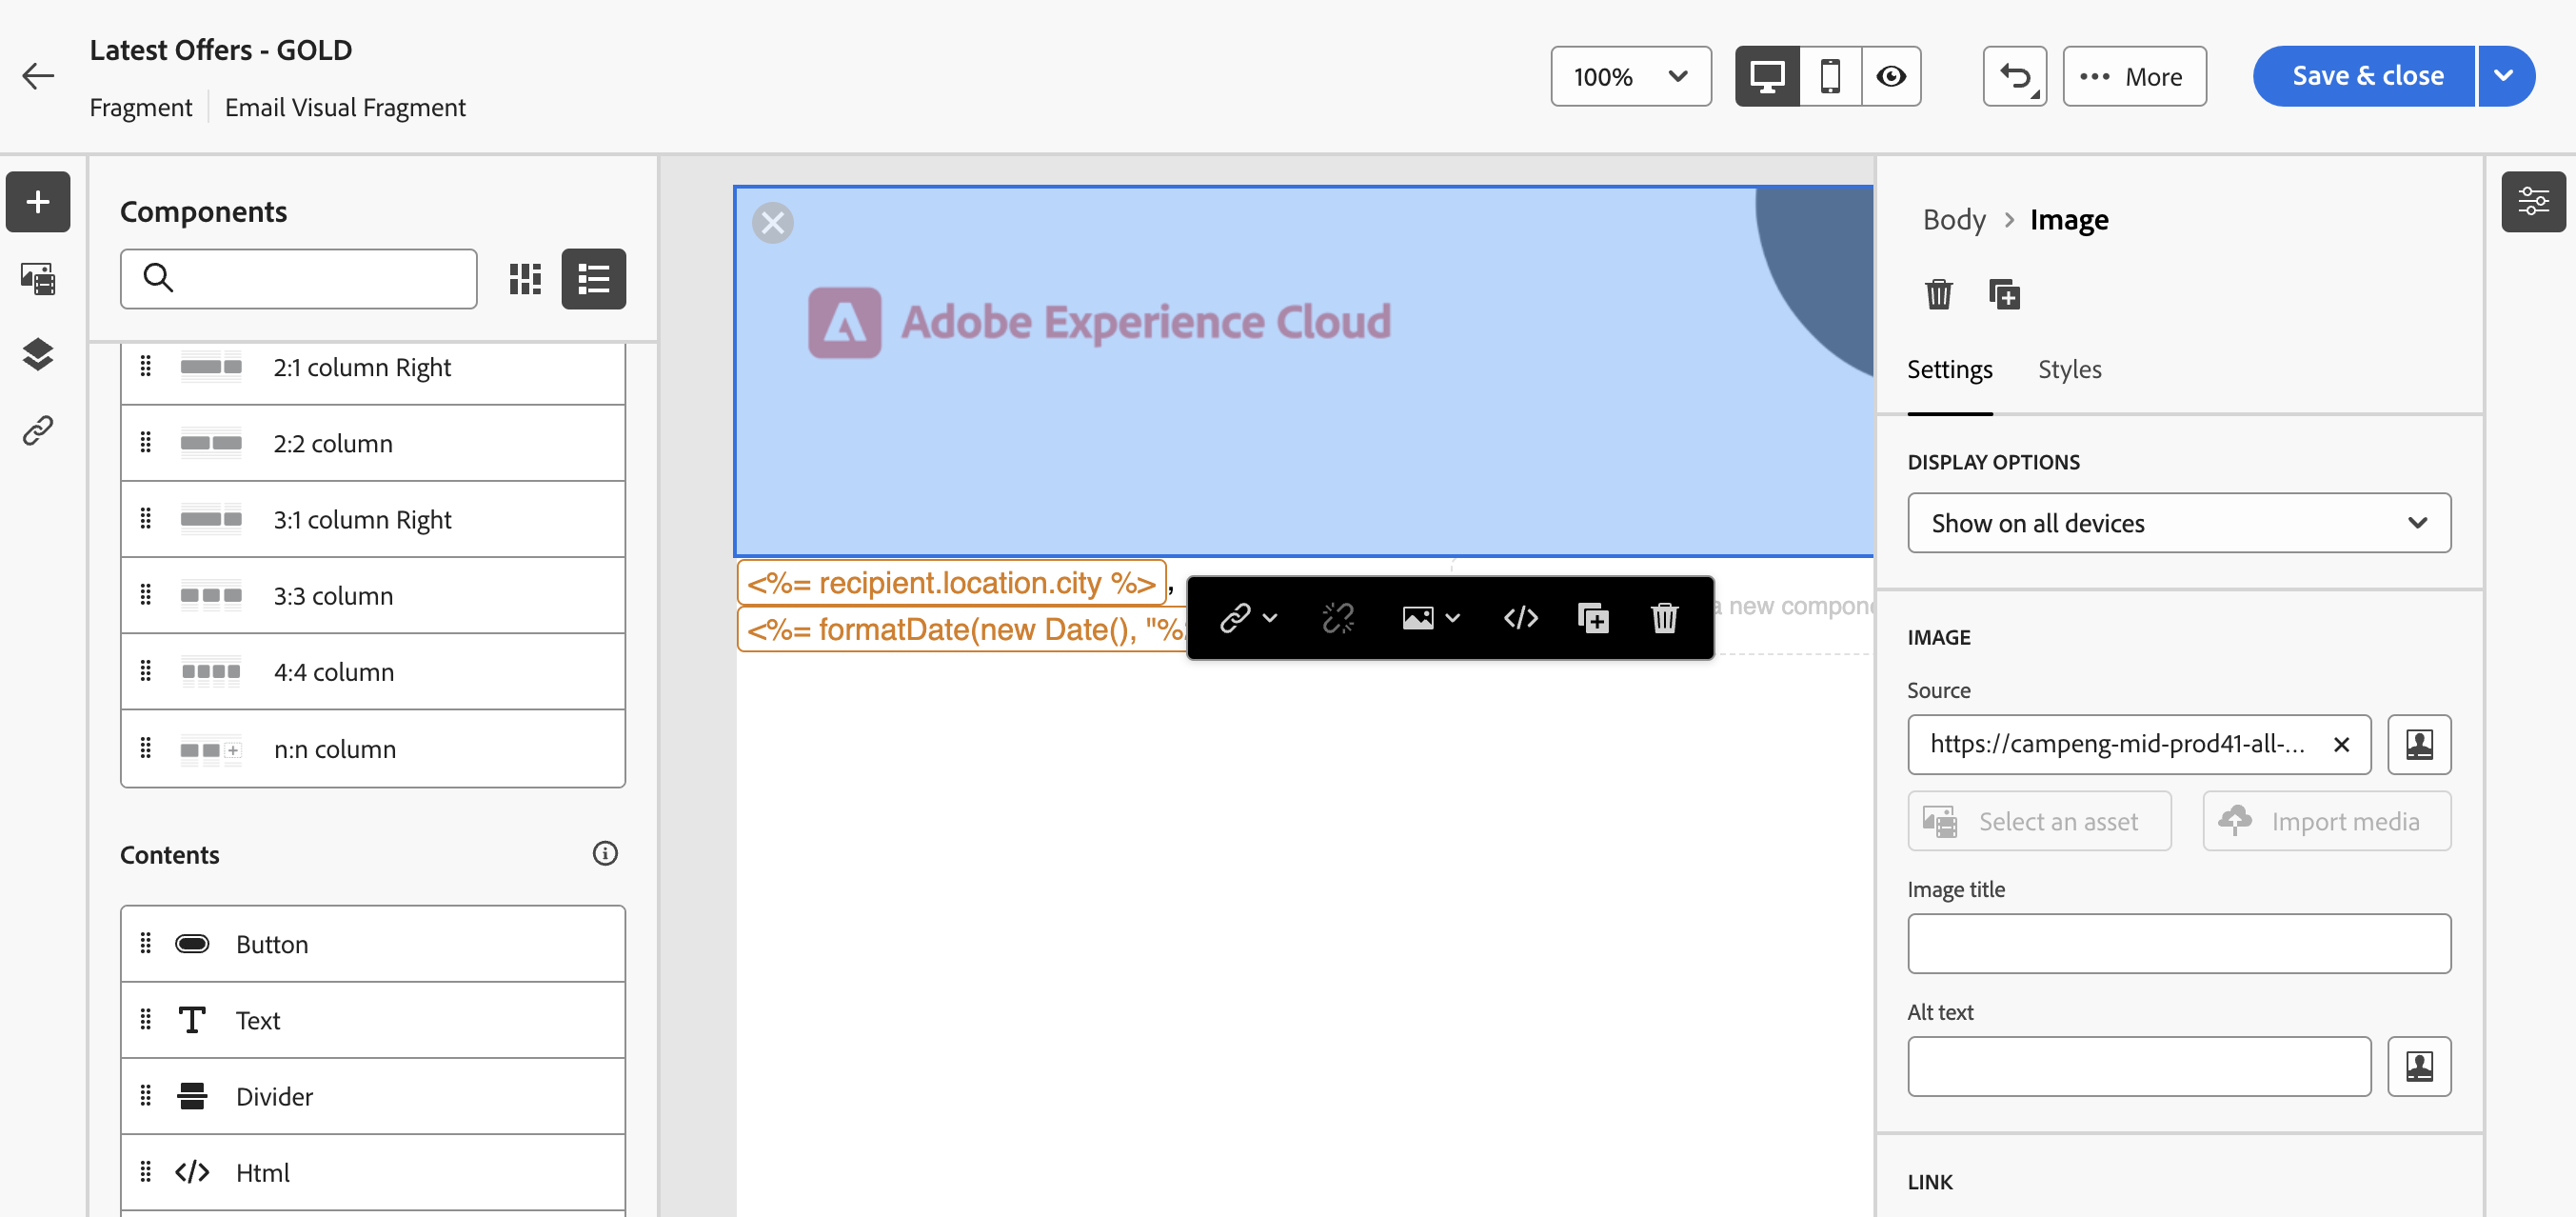 Latest Offers - GOLD
Fragment
Email Visual Fragment
100%
More
Save & close
Components
2:1 column Right
2:2 column
3:1 column Right
3:3 column
4:4 column
n:n column
Contents
Button
Text
Divider
Html
Adobe Experience Cloud
<%= recipient.location.city %>,
<%= formatDate(new Date(), "%
a new
Body > Image
Settings
Styles
DISPLAY OPTIONS
Show on all devices
IMAGE
Source
https://campeng-mid-prod41-all-...
Select an asset
Import media
Image title
Alt text
LINK